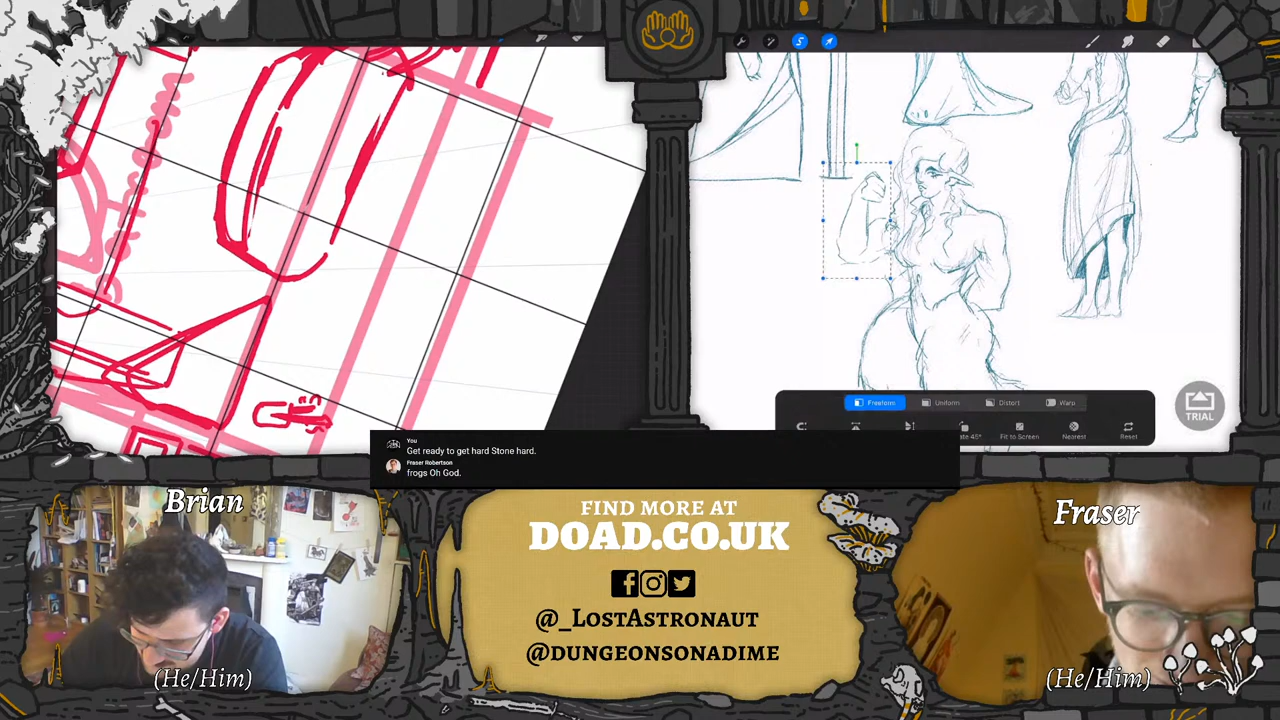 Freeform
Uniform
Distort
Warp
Fit to Screen
Nearest
Reset
TRIAL
You
Get ready to get hard Stone hard.
Fraser Robertson
frogs Oh God.
Brian
(He/Him)
FIND MORE AT
DOAD.CO.UK
@_LostAstronaut
@dungeonsonadime
Fraser
(He/Him)